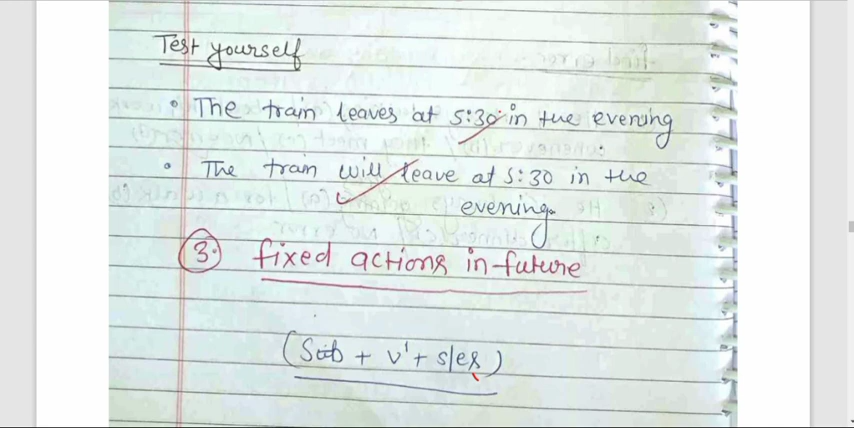 Test yourself
• The train leaves at 5:30 in the evening
• The train will leave at 5:30 in the
evening.
3. fixed actions in future
(Sub + v¹ + s/es)